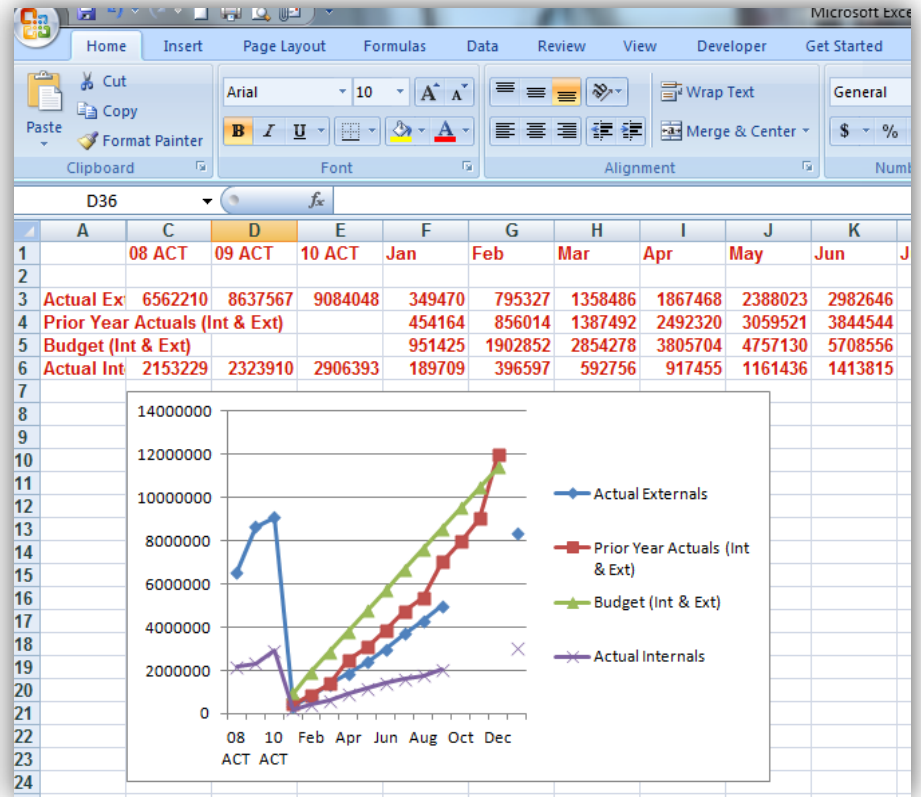 Microsoft Exce
Home Insert Page Layout Formulas Data Review View Developer Get Started
Paste
Cut
Copy
Format Painter
Clipboard
Arial 10 A A
B I U A
Font
Wrap Text
Merge & Center
Alignment
General
$ %
Numb
D36 fx
A C D E F G H I J K
1 08 ACT 09 ACT 10 ACT Jan Feb Mar Apr May Jun J
2
3 Actual Ext 6562210 8637567 9084048 349470 795327 1358486 1867468 2388023 2982646
4 Prior Year Actuals (Int & Ext) 454164 856014 1387492 2492320 3059521 3844544
5 Budget (Int & Ext) 951425 1902852 2854278 3805704 4757130 5708556
6 Actual Int 2153229 2323910 2906393 189709 396597 592756 917455 1161436 1413815
7
8
9
10
11
12
13
14
15
16
17
18
19
20
21
22
23
24
14000000
12000000
10000000
8000000
6000000
4000000
2000000
0
08 10 Feb Apr Jun Aug Oct Dec
ACT ACT
Actual Externals
Prior Year Actuals (Int
& Ext)
Budget (Int & Ext)
Actual Internals